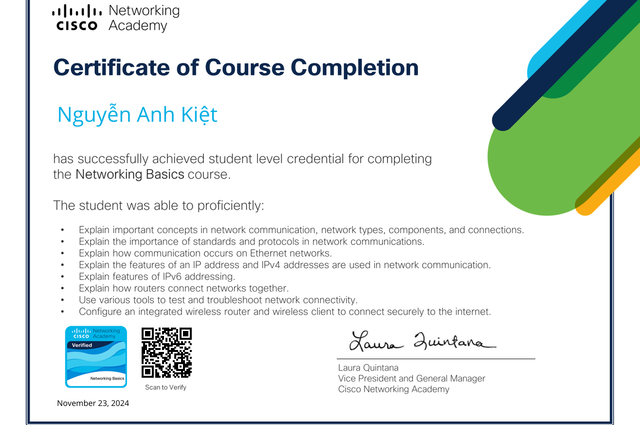 Networking
CISCO Academy
Certificate of Course Completion
Nguyễn Anh Kiệt
has successfully achieved student level credential for completing
the Networking Basics course.
The student was able to proficiently:
• Explain important concepts in network communication, network types, components, and connections.
• Explain the importance of standards and protocols in network communications.
• Explain how communication occurs on Ethernet networks.
• Explain the features of an IP address and IPv4 addresses are used in network communication.
• Explain features of IPv6 addressing.
• Explain how routers connect networks together.
• Use various tools to test and troubleshoot network connectivity.
• Configure an integrated wireless router and wireless client to connect securely to the internet.
Networking
CISCO Academy
Verified
Networking Basics
Scan to Verify
Laura Quintana
Laura Quintana
Vice President and General Manager
Cisco Networking Academy
November 23, 2024